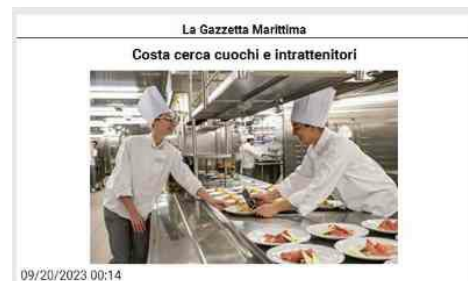 La Gazzetta Marittima
Costa cerca cuochi e intrattenitori
09/20/2023 00:14